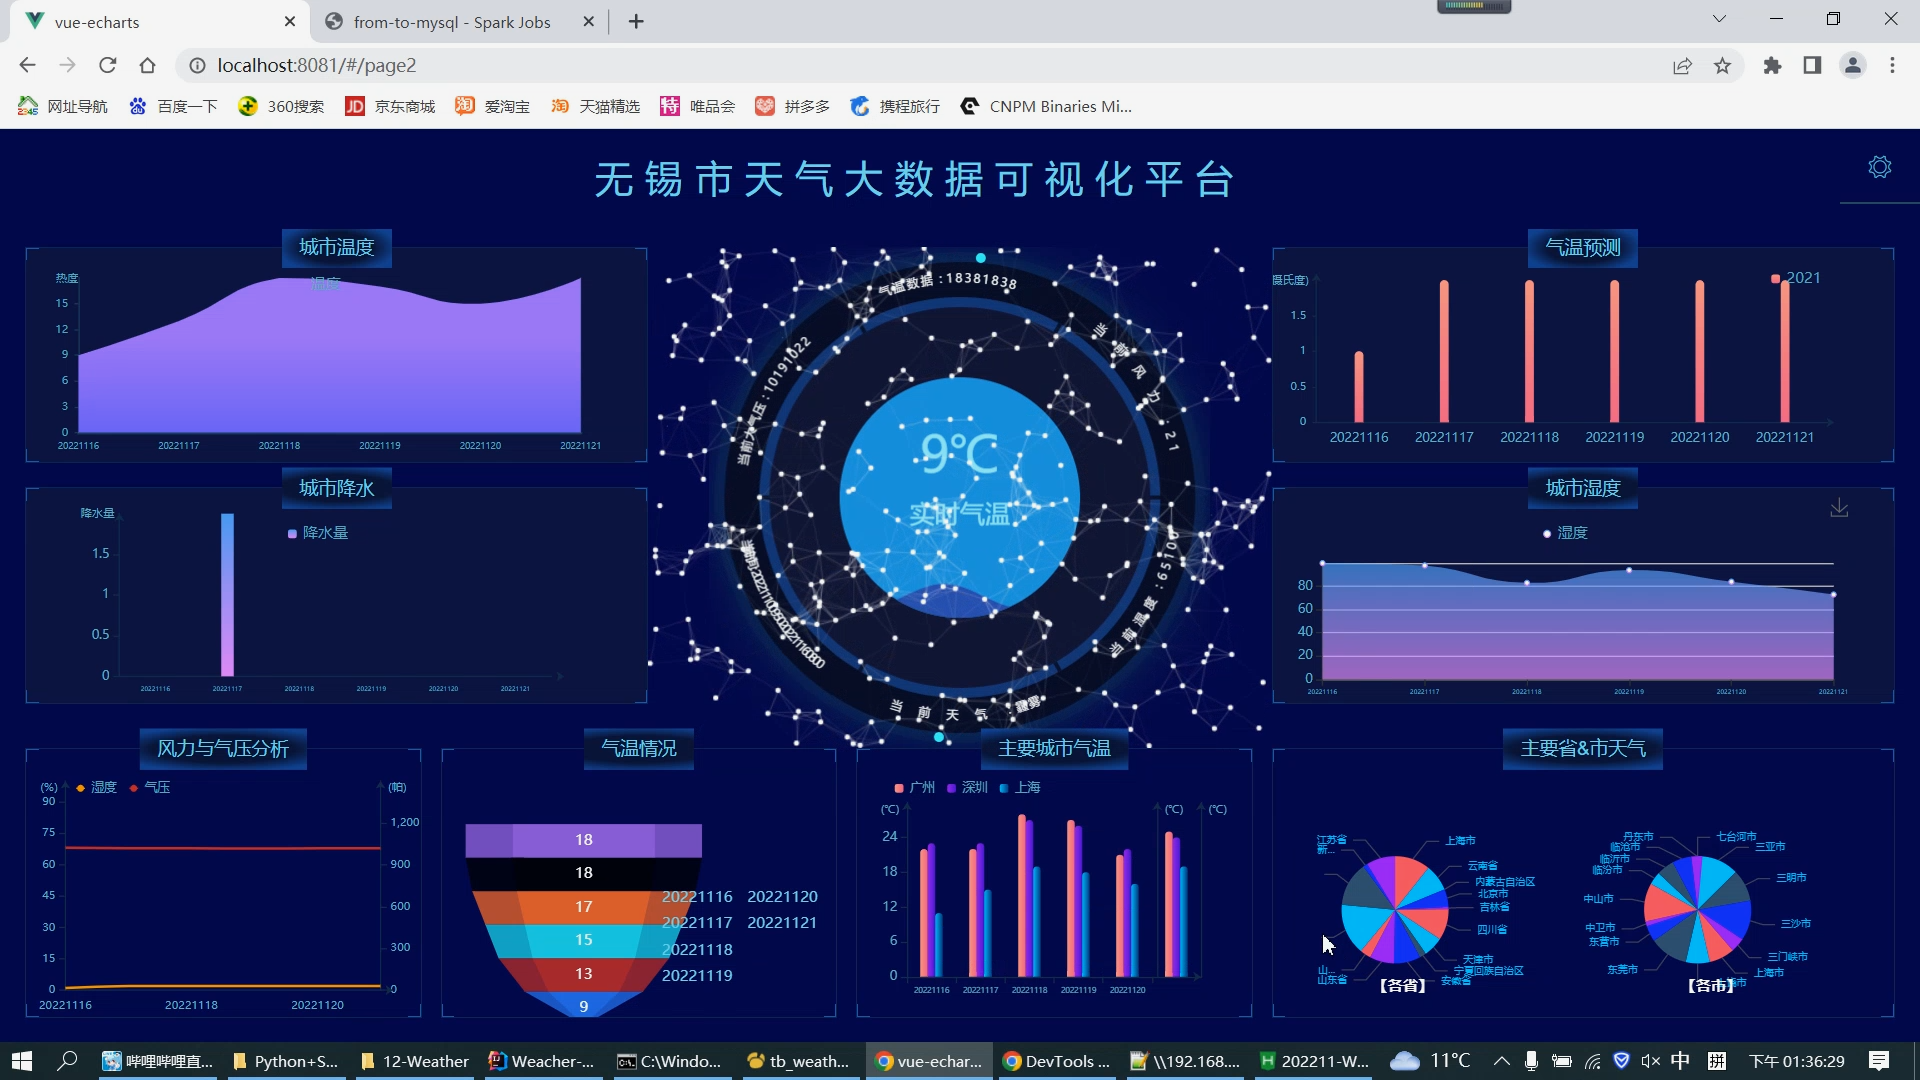 vue-echarts
from-to-mysql - Spark Jobs
localhost:8081/#/page2
网址导航
百度一下
360搜索
JD 京东商城
淘 爱淘宝
淘 天猫精选
特 唯品会
拼多多
携程旅行
CNPM Binaries Mi...
无锡市天气大数据可视化平台
城市温度
热度
温度
15
12
9
6
3
0
20221116 20221117 20221118 20221119 20221120 20221121
城市降水
降水量
降水量
1.5
1
0.5
0
20221116 20221117 20221118 20221119 20221120 20221121
气温数据:18381838
当前风力:21
当前大气压:10191022
9℃
实时气温
当前湿度:65100
当前天气:霾雾
气温预测
摄氏度)
2021
1.5
1
0.5
0
20221116 20221117 20221118 20221119 20221120 20221121
城市湿度
湿度
80
60
40
20
0
20221116 20221117 20221118 20221119 20221120 20221121
风力与气压分析
(%)
湿度 气压
(帕)
90
75
60
45
30
15
0
1,200
900
600
300
0
20221116 20221118 20221120
气温情况
18
18
17
15
13
9
20221116 20221120
20221117 20221121
20221118
20221119
主要城市气温
广州 深圳 上海
(℃) (℃) (℃)
24
18
12
6
0
20221116 20221117 20221118 20221119 20221120
主要省&市天气
江苏省
新...
山...
山东省
上海市
云南省
内蒙古自治区
北京市
吉林省
四川省
天津市
宁夏回族自治区
安徽省
【各省】
丹东市
临沧市
临沂市
临汾市
中山市
中卫市
东营市
东莞市
七台河市
三亚市
三明市
三沙市
三门峡市
上海市
【各市】
哔哩哔哩直...
Python+S...
12-Weather
Weacher-...
C:\Windo...
tb_weath...
vue-echar...
DevTools ...
\\192.168....
202211-W...
11°C
中
拼
下午 01:36:29